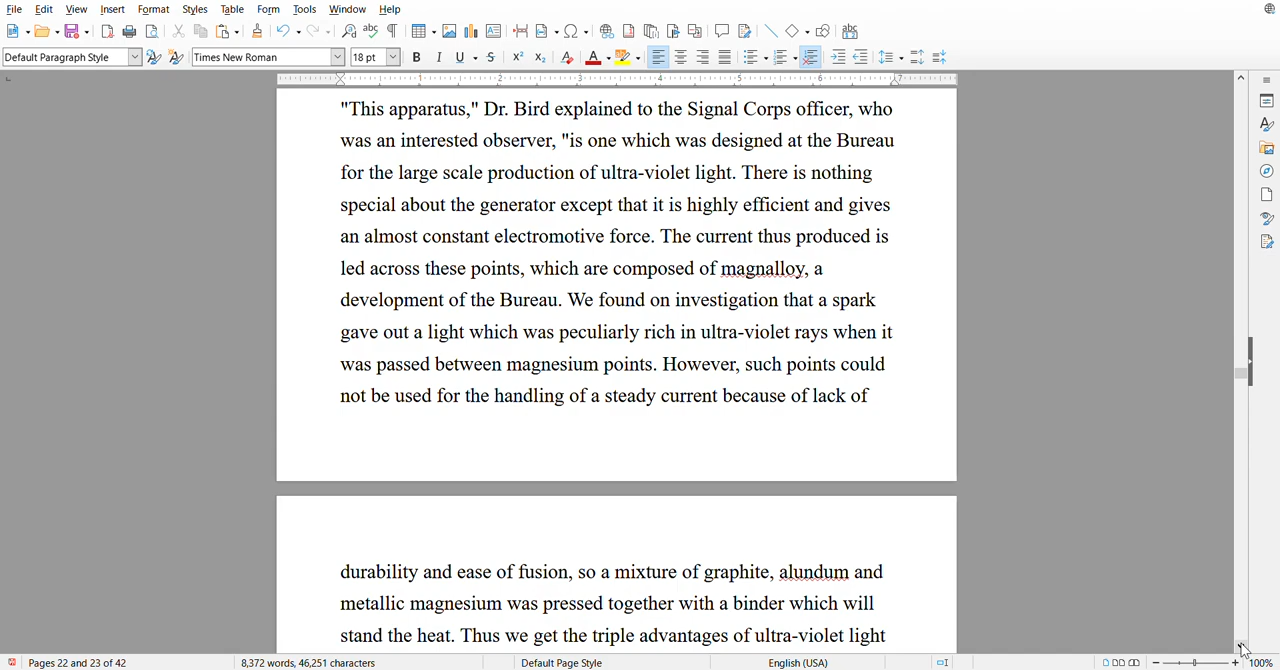 File Edit View Insert Format Styles Table Form Tools Window Help
Default Paragraph Style Times New Roman 18 pt
"This apparatus," Dr. Bird explained to the Signal Corps officer, who
was an interested observer, "is one which was designed at the Bureau
for the large scale production of ultra-violet light. There is nothing
special about the generator except that it is highly efficient and gives
an almost constant electromotive force. The current thus produced is
led across these points, which are composed of magnalloy, a
development of the Bureau. We found on investigation that a spark
gave out a light which was peculiarly rich in ultra-violet rays when it
was passed between magnesium points. However, such points could
not be used for the handling of a steady current because of lack of
durability and ease of fusion, so a mixture of graphite, alundum and
metallic magnesium was pressed together with a binder which will
stand the heat. Thus we get the triple advantages of ultra-violet light
Pages 22 and 23 of 42 8,372 words, 46,251 characters Default Page Style English (USA) 100%